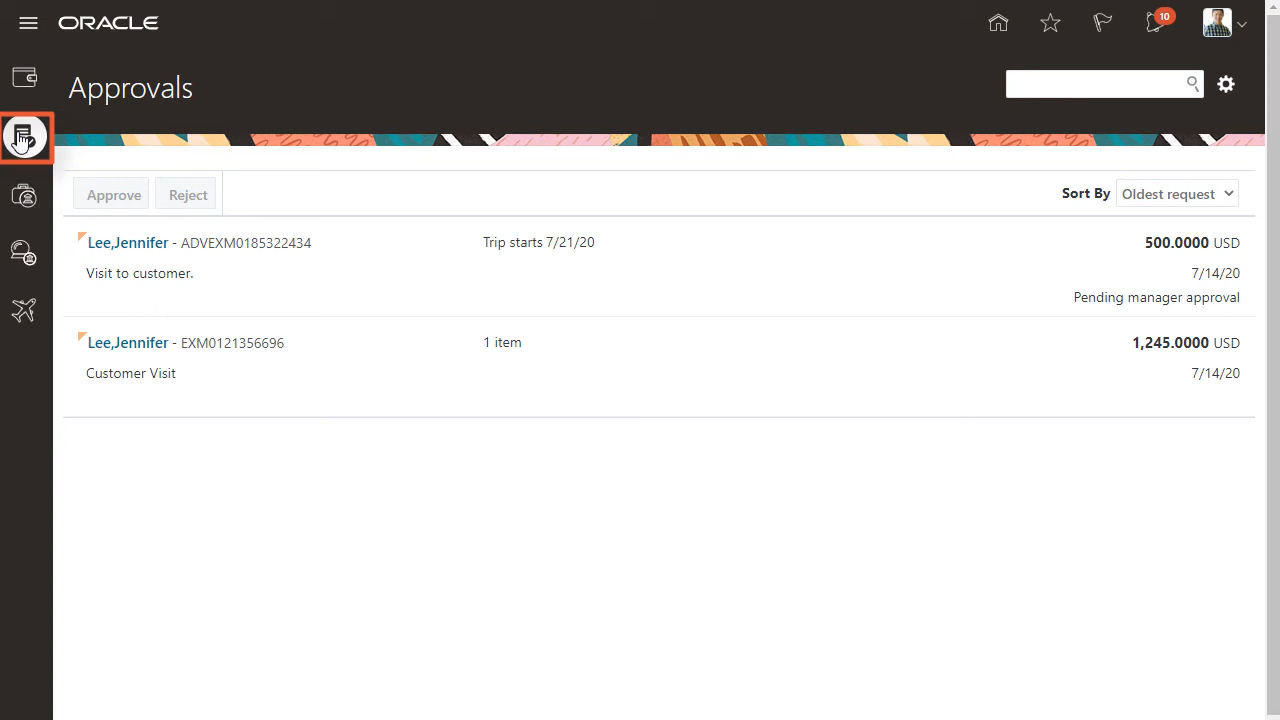 ORACLE
10
Approvals
Approve Reject
Sort By Oldest request
Lee,Jennifer - ADVEXM0185322434 Trip starts 7/21/20 500.0000 USD
Visit to customer. 7/14/20
Pending manager approval
Lee,Jennifer - EXM0121356696 1 item 1,245.0000 USD
Customer Visit 7/14/20